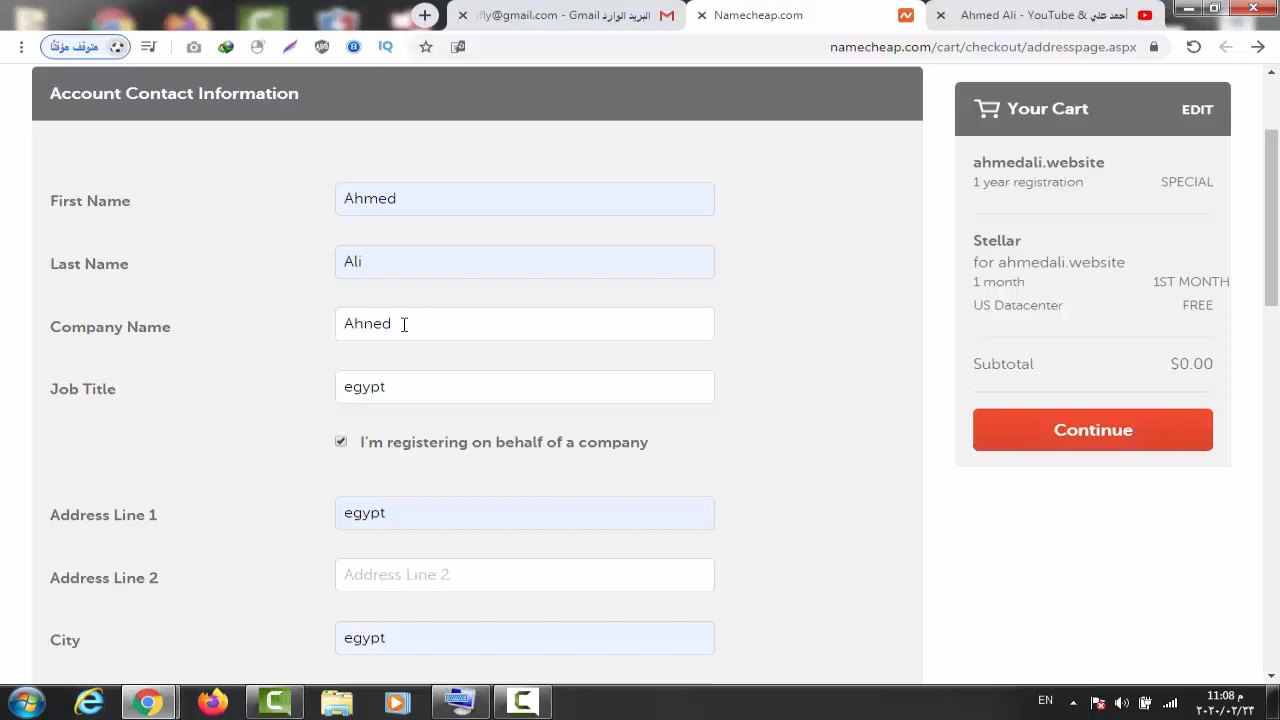 ly@gmail.com - Gmail البريد الوارد
Namecheap.com
Ahmed Ali - YouTube & أحمد علي
متوقف مؤقتًا
namecheap.com/cart/checkout/addresspage.aspx
Account Contact Information
First Name
Ahmed
Last Name
Ali
Company Name
Ahned
Job Title
egypt
I'm registering on behalf of a company
Address Line 1
egypt
Address Line 2
Address Line 2
City
egypt
Your Cart
EDIT
ahmedali.website
1 year registration
SPECIAL
Stellar
for ahmedali.website
1 month
1ST MONTH
US Datacenter
FREE
Subtotal
$0.00
Continue
EN
11:08 م
٢٠٢٠/٠٢/٢٣